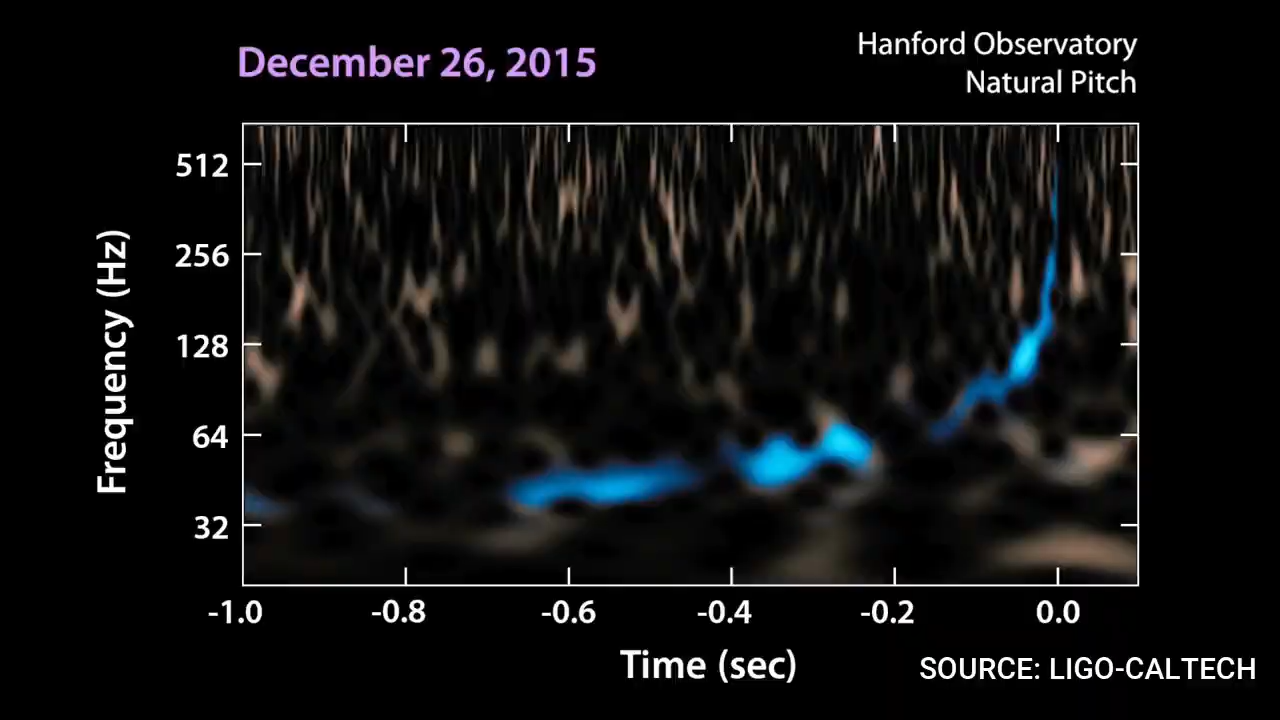 December 26, 2015
Hanford Observatory
Natural Pitch
Frequency (Hz)
512
256
128
64
32
-1.0 -0.8 -0.6 -0.4 -0.2 0.0
Time (sec)
SOURCE: LIGO-CALTECH